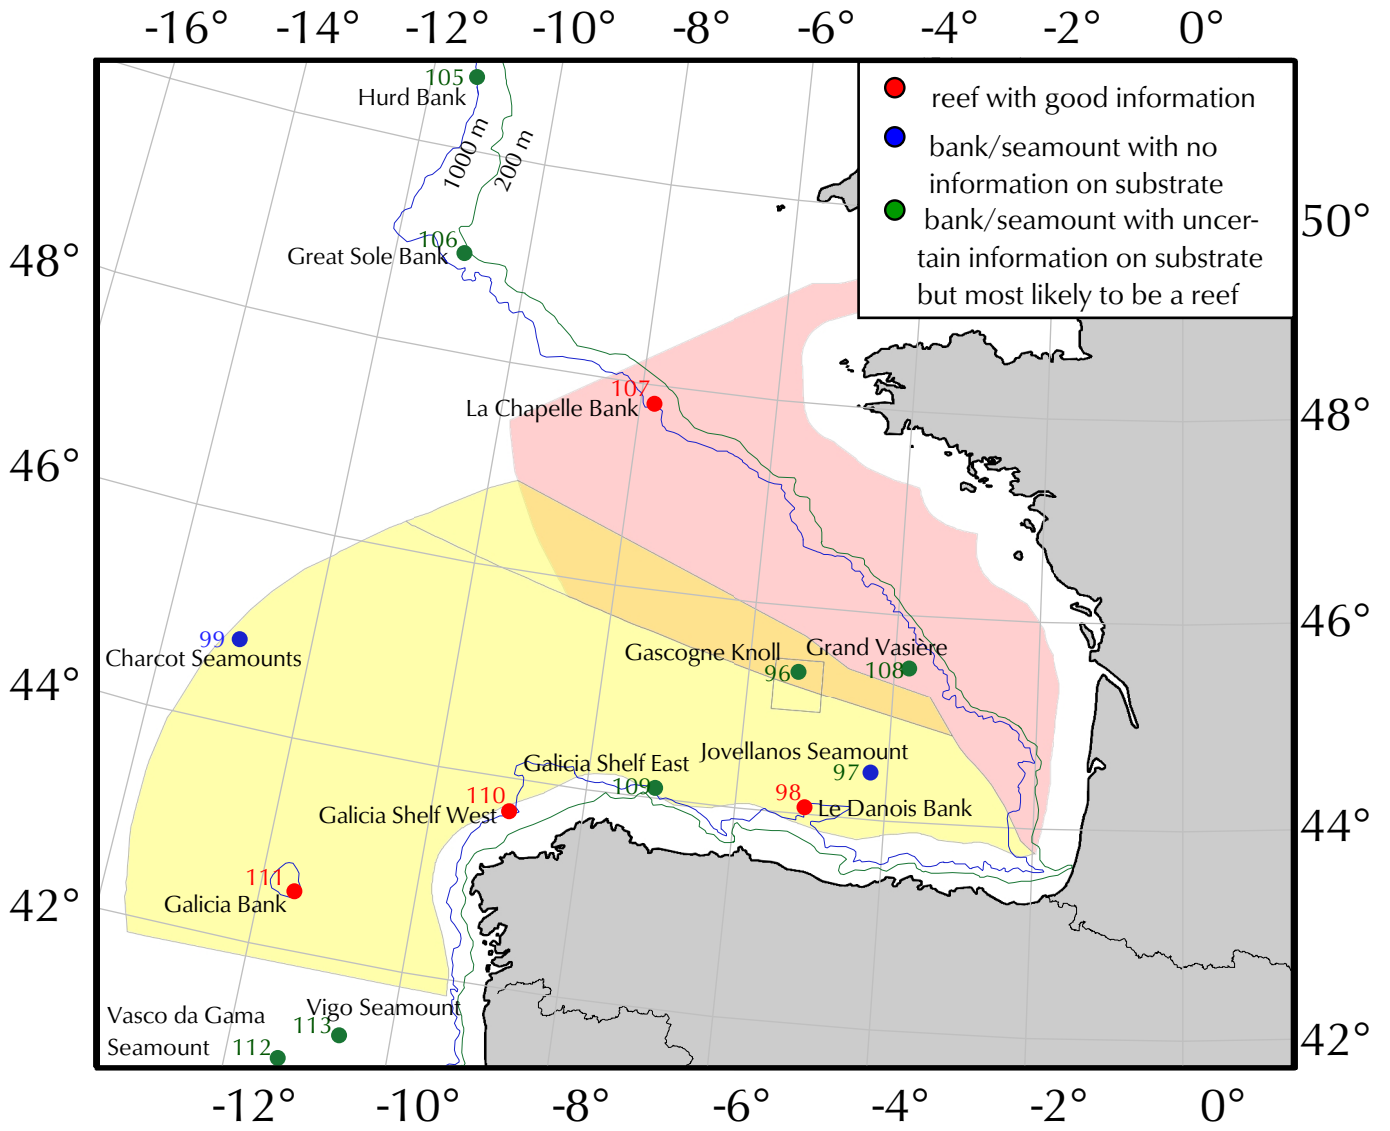 -16° -14° -12° -10° -8° -6° -4° -2° 0°
105
Hurd Bank
1000 m
200 m
reef with good information
bank/seamount with no
information on substrate
bank/seamount with uncer-
tain information on substrate
but most likely to be a reef
50°
48°
106
Great Sole Bank
107
La Chapelle Bank
48°
46°
99
Charcot Seamounts
Gascogne Knoll
96
Grand Vasière
108
46°
44°
Jovellanos Seamount
97
Galicia Shelf East
109
110
Galicia Shelf West
98
Le Danois Bank
44°
111
Galicia Bank
42°
Vasco da Gama
Seamount
112
Vigo Seamount
113
42°
-12° -10° -8° -6° -4° -2° 0°